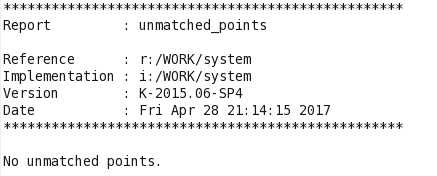 **************************************************
Report         : unmatched_points
Reference      : r:/WORK/system
Implementation : i:/WORK/system
Version        : K-2015.06-SP4
Date           : Fri Apr 28 21:14:15 2017
**************************************************
No unmatched points.